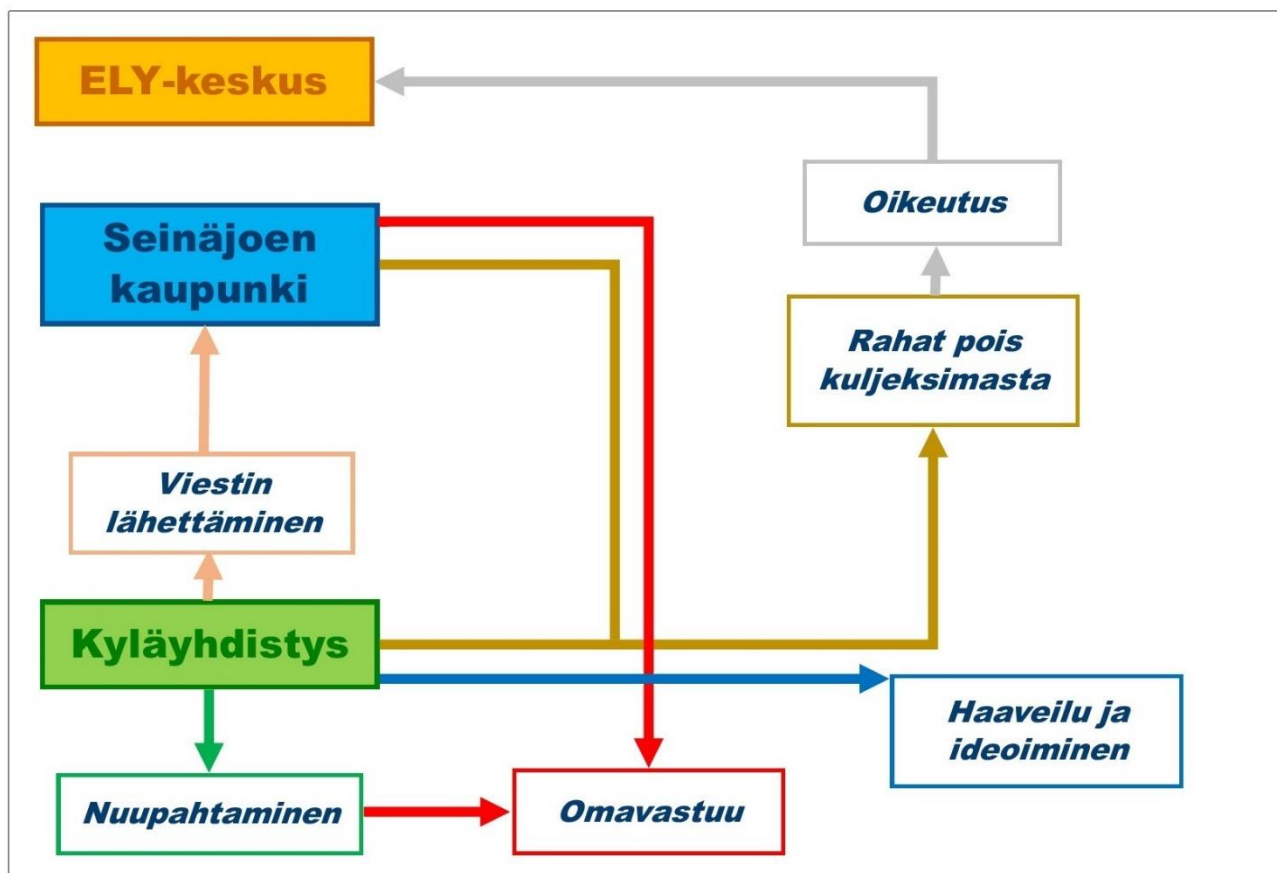 ELY-keskus
Oikeutus
Seinäjoen
kaupunki
Rahat pois
kuljeksimasta
Viestin
lähettäminen
Kyläyhdistys
Haaveilu ja
ideoiminen
Nuupahtaminen
Omavastuu